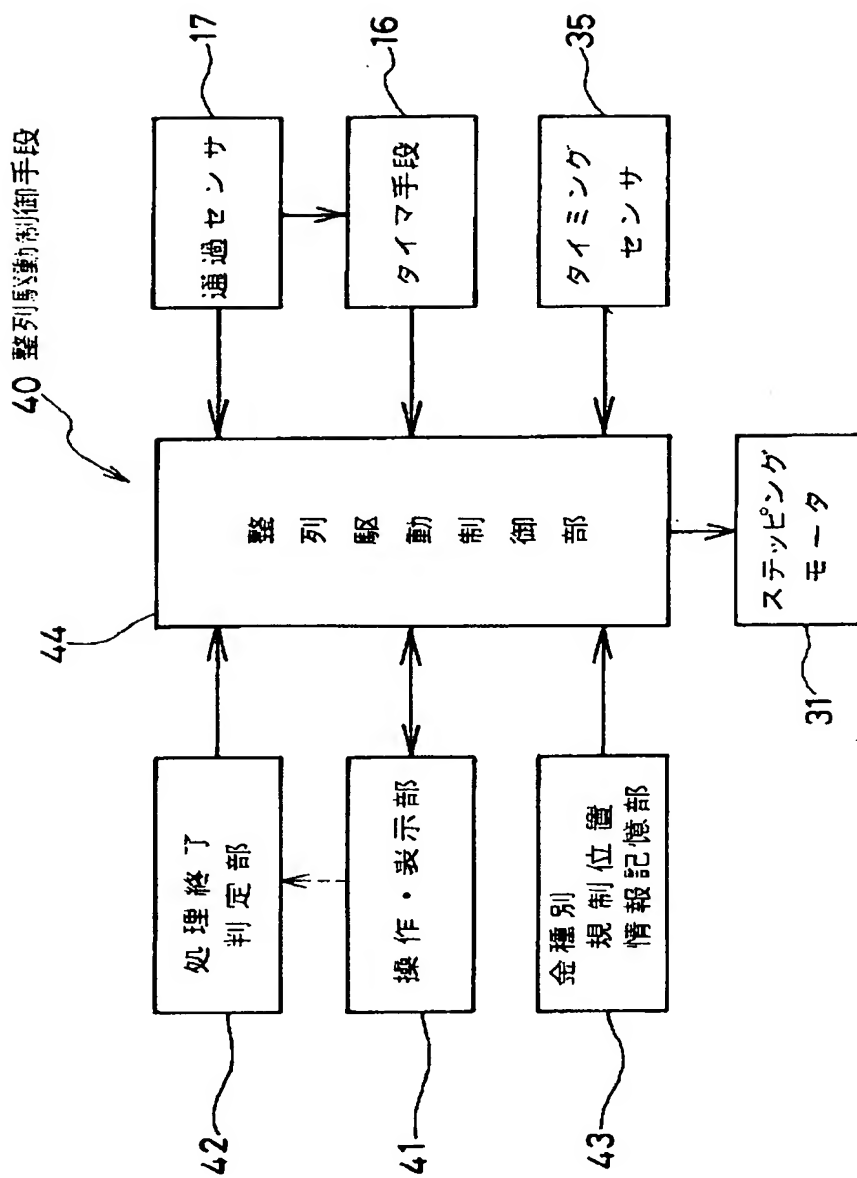 40 整列駆動制御手段
17
通過センサ
16
タイマ手段
35
タイミング
センサ
44
整列駆動制御部
42
処理終了
判定部
41
操作・表示部
43
金種別
規制位置
情報記憶部
31
ステッピング
モータ